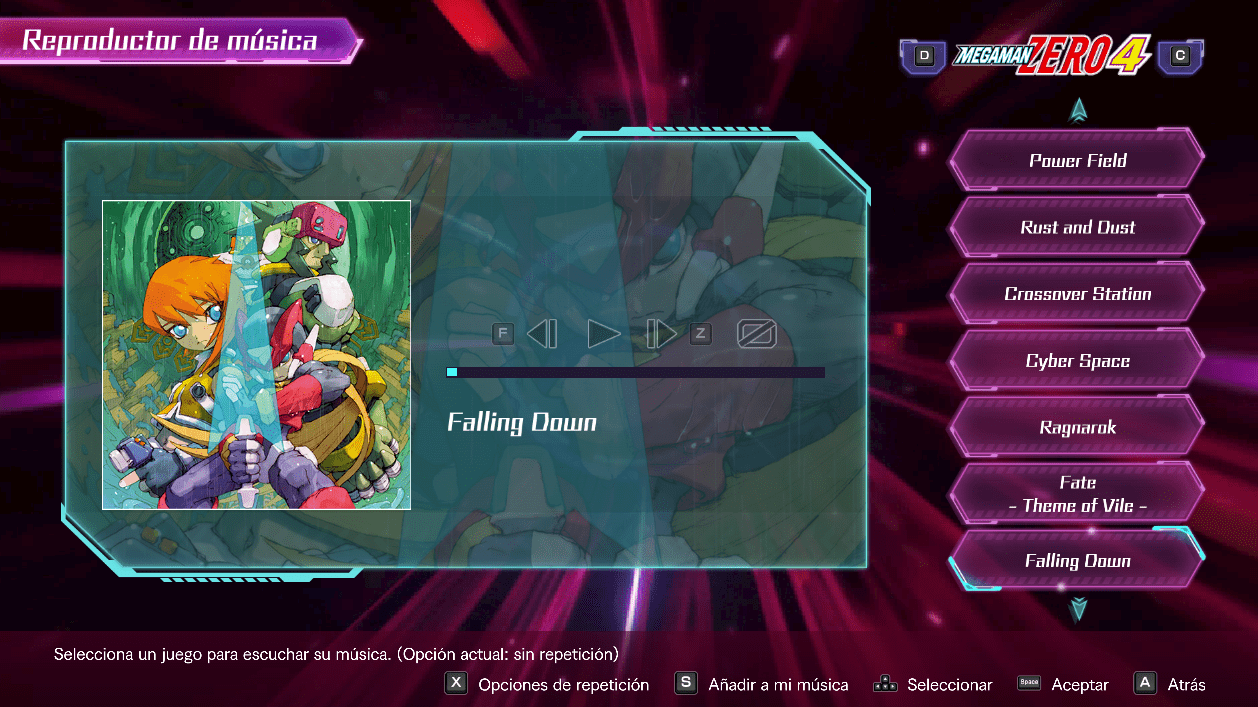 Reproductor de música
D
MEGAMAN ZERO 4
C
Power Field
Rust and Dust
Crossover Station
Cyber Space
Ragnarok
Fate
- Theme of Vile -
Falling Down
F
Z
Falling Down
Selecciona un juego para escuchar su música. (Opción actual: sin repetición)
X Opciones de repetición S Añadir a mi música Seleccionar Space Aceptar A Atrás